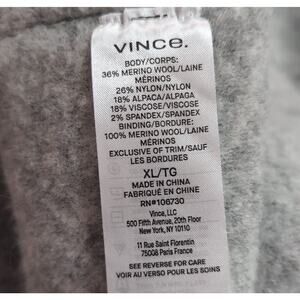 VINCE.
BODY/CORPS:
36% MERINO WOOL/LAINE
MÉRINOS
26% NYLON/NYLON
18% ALPACA/ALPAGA
18% VISCOSE/VISCOSE
2% SPANDEX/SPANDEX
BINDING/BORDURE:
100% MERINO WOOL/LAINE
MÉRINOS
EXCLUSIVE OF TRIM/SAUF
LES BORDURES
XL/TG
MADE IN CHINA
FABRIQUÉ EN CHINE
RN#106730
Vince, LLC
500 Fifth Avenue, 20th Floor
New York, NY 10110
11 Rue Saint Florentin
75008 Paris France
SEE REVERSE FOR CARE
VOIR AU VERSO POUR LES SOINS